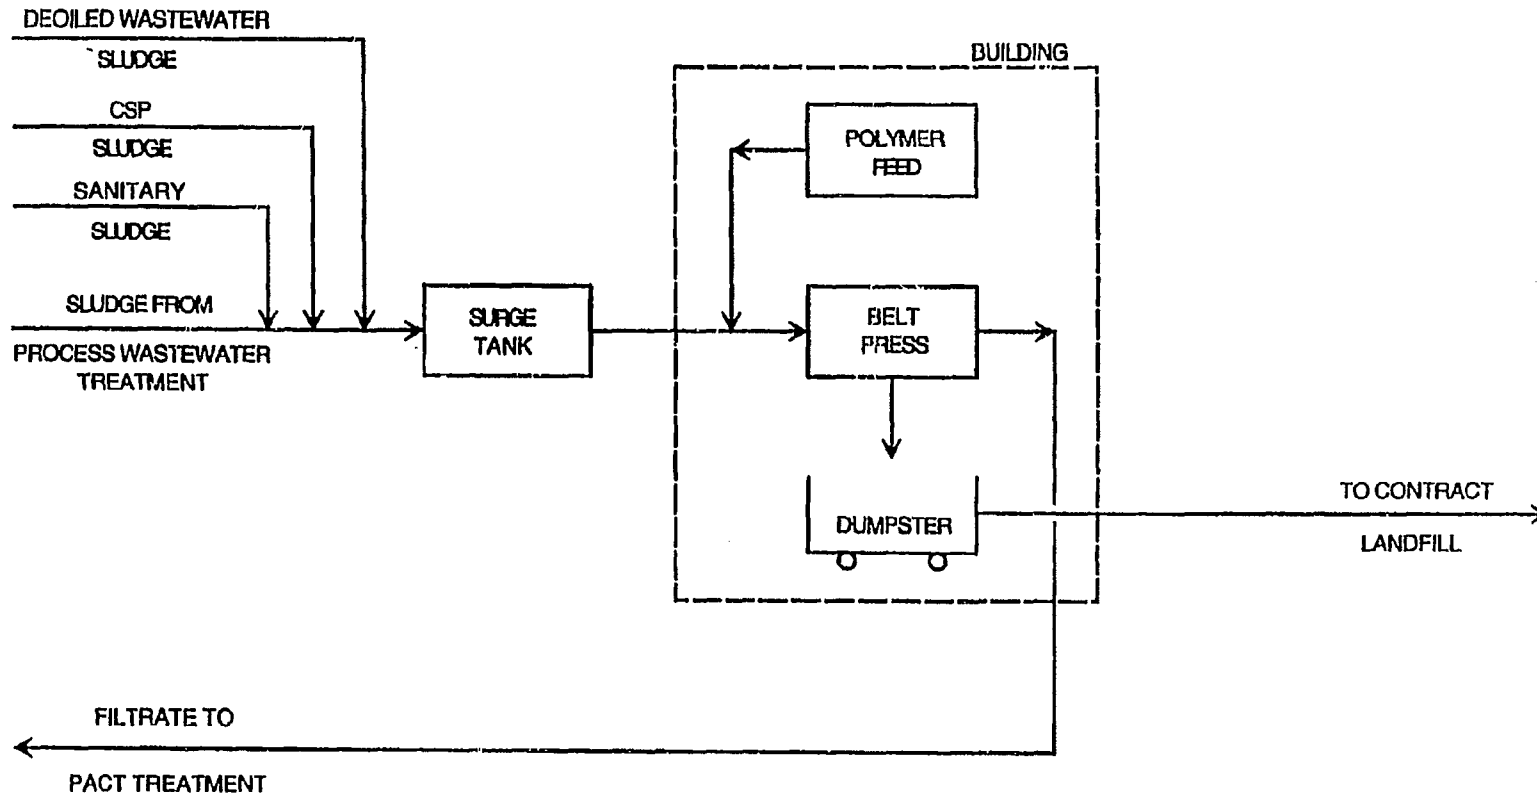 DEOILED WASTEWATER
SLUDGE
CSP
SLUDGE
SANITARY
SLUDGE
SLUDGE FROM
PROCESS WASTEWATER
TREATMENT
SURGE
TANK
BUILDING
POLYMER
FEED
BELT
PRESS
DUMPSTER
TO CONTRACT
LANDFILL
FILTRATE TO
PACT TREATMENT